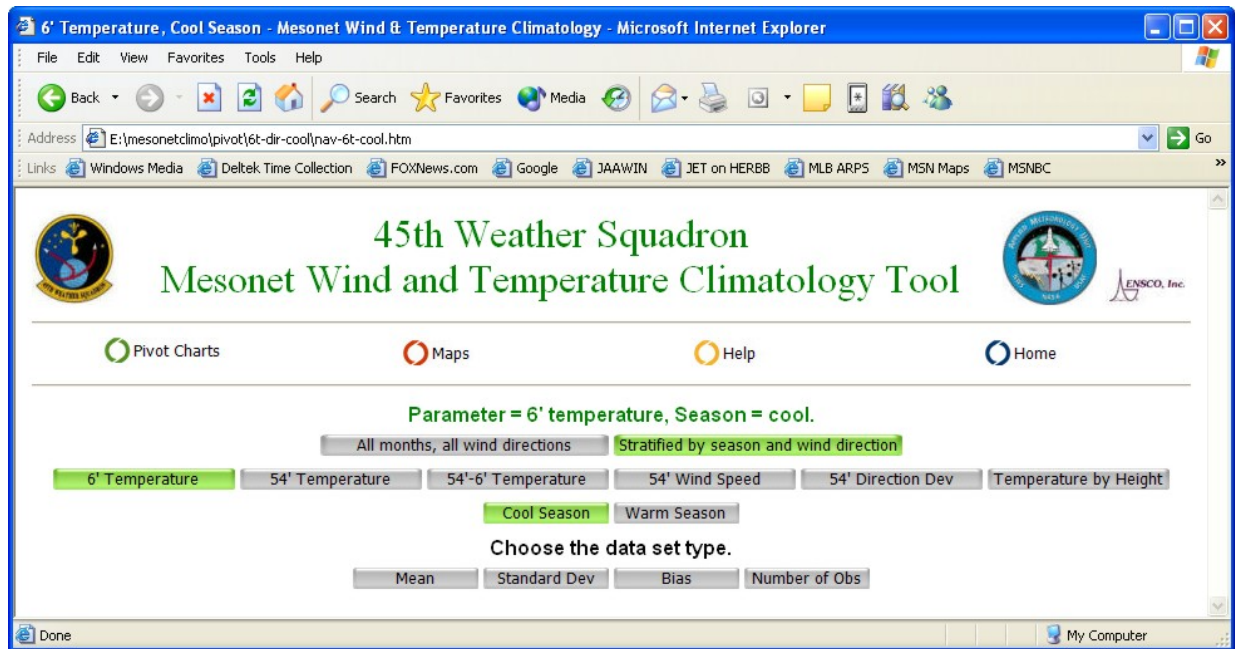 6' Temperature, Cool Season - Mesonet Wind & Temperature Climatology - Microsoft Internet Explorer
File Edit View Favorites Tools Help
Back Search Favorites Media
Address E:\mesonetclimo\pivot\6t-dir-cool\nav-6t-cool.htm Go
Links Windows Media Deltek Time Collection FOXNews.com Google JAAWIN JET on HERBB MLB ARPS MSN Maps MSNBC »
45th Weather Squadron
Mesonet Wind and Temperature Climatology Tool
ENSCO, Inc.
Pivot Charts Maps Help Home
Parameter = 6' temperature, Season = cool.
All months, all wind directions Stratified by season and wind direction
6' Temperature 54' Temperature 54'-6' Temperature 54' Wind Speed 54' Direction Dev Temperature by Height
Cool Season Warm Season
Choose the data set type.
Mean Standard Dev Bias Number of Obs
Done My Computer